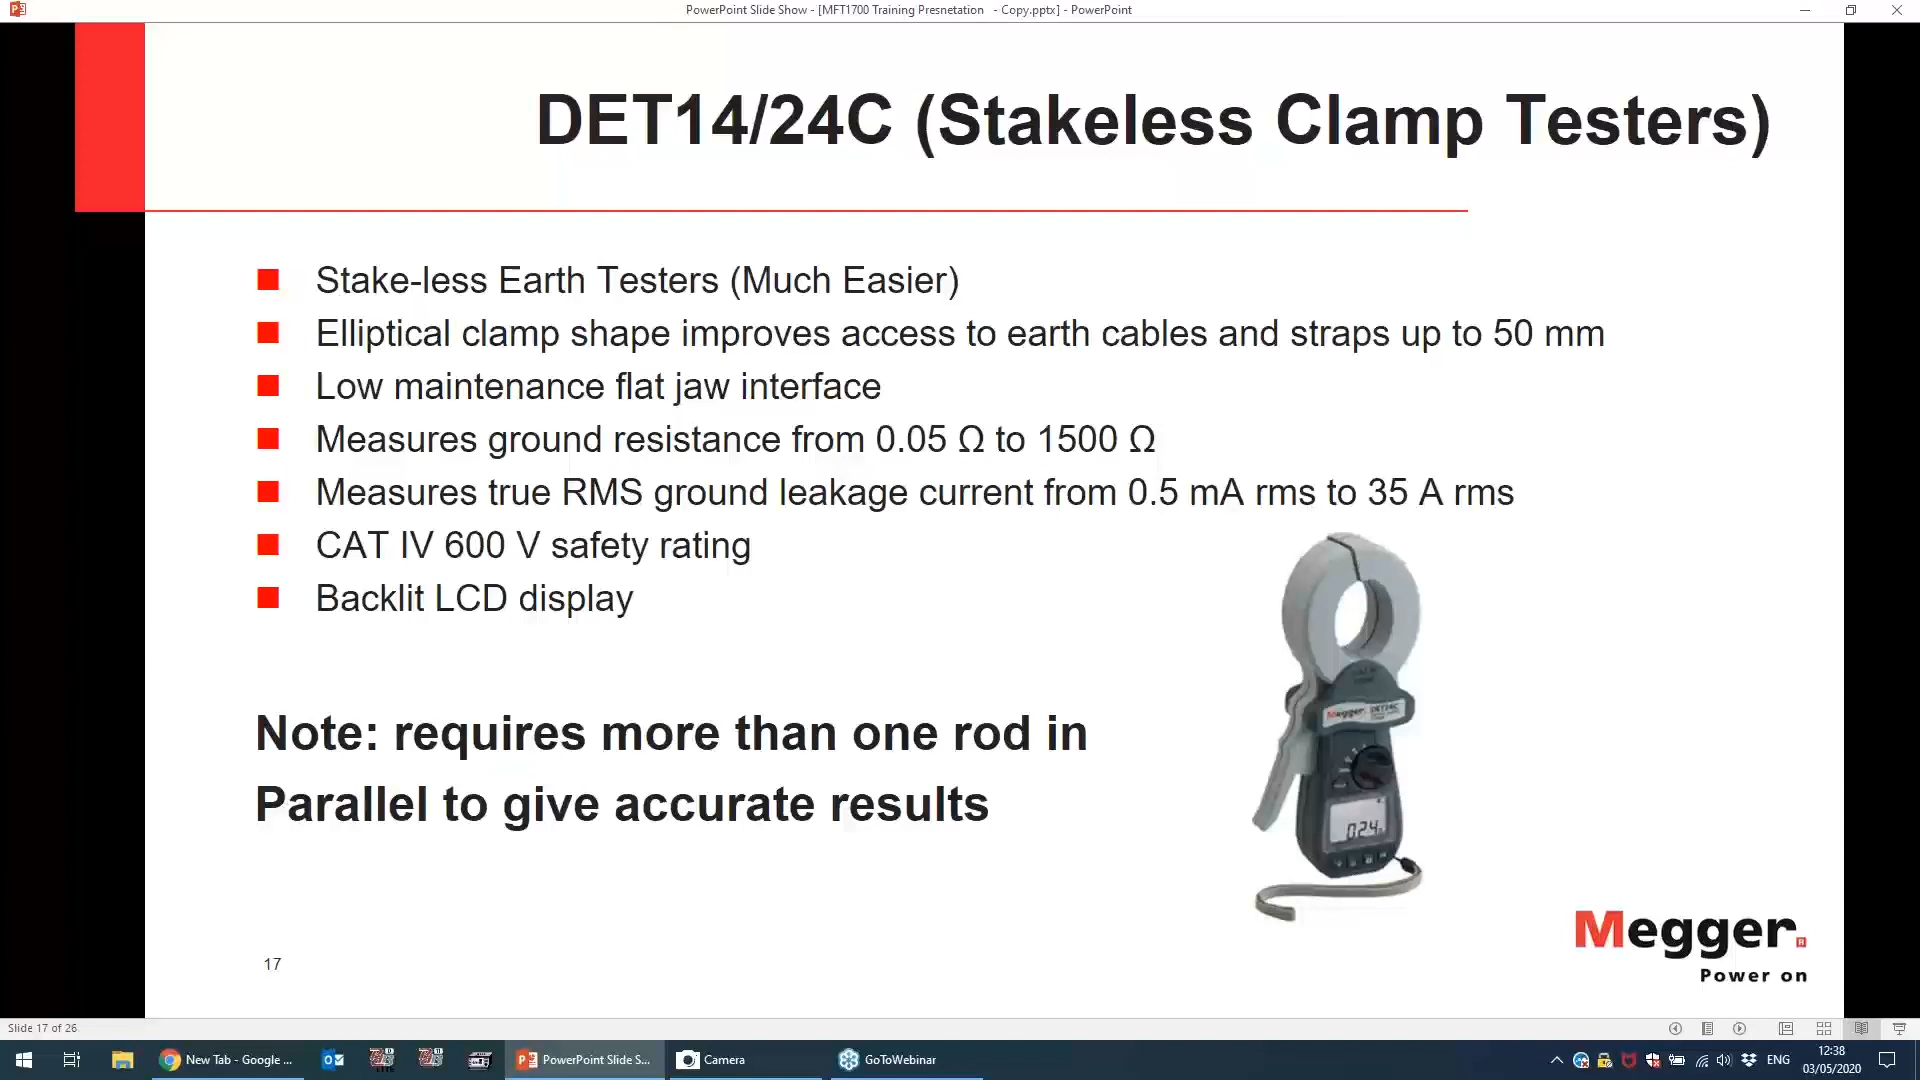 PowerPoint Slide Show - [MFT1700 Training Presnetation - Copy.pptx] - PowerPoint
DET14/24C (Stakeless Clamp Testers)
Stake-less Earth Testers (Much Easier)
Elliptical clamp shape improves access to earth cables and straps up to 50 mm
Low maintenance flat jaw interface
Measures ground resistance from 0.05 Ω to 1500 Ω
Measures true RMS ground leakage current from 0.5 mA rms to 35 A rms
CAT IV 600 V safety rating
Backlit LCD display
Note: requires more than one rod in
Parallel to give accurate results
Megger DET24C
024
17
Megger
Power on
Slide 17 of 26
New Tab - Google ...
PowerPoint Slide S...
Camera
GoToWebinar
ENG
12:38
03/05/2020